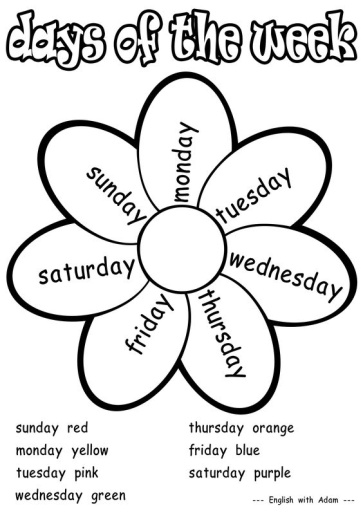 days of the week
monday
tuesday
wednesday
thursday
friday
saturday
sunday
sunday red
monday yellow
tuesday pink
wednesday green
thursday orange
friday blue
saturday purple
--- English with Adam ---